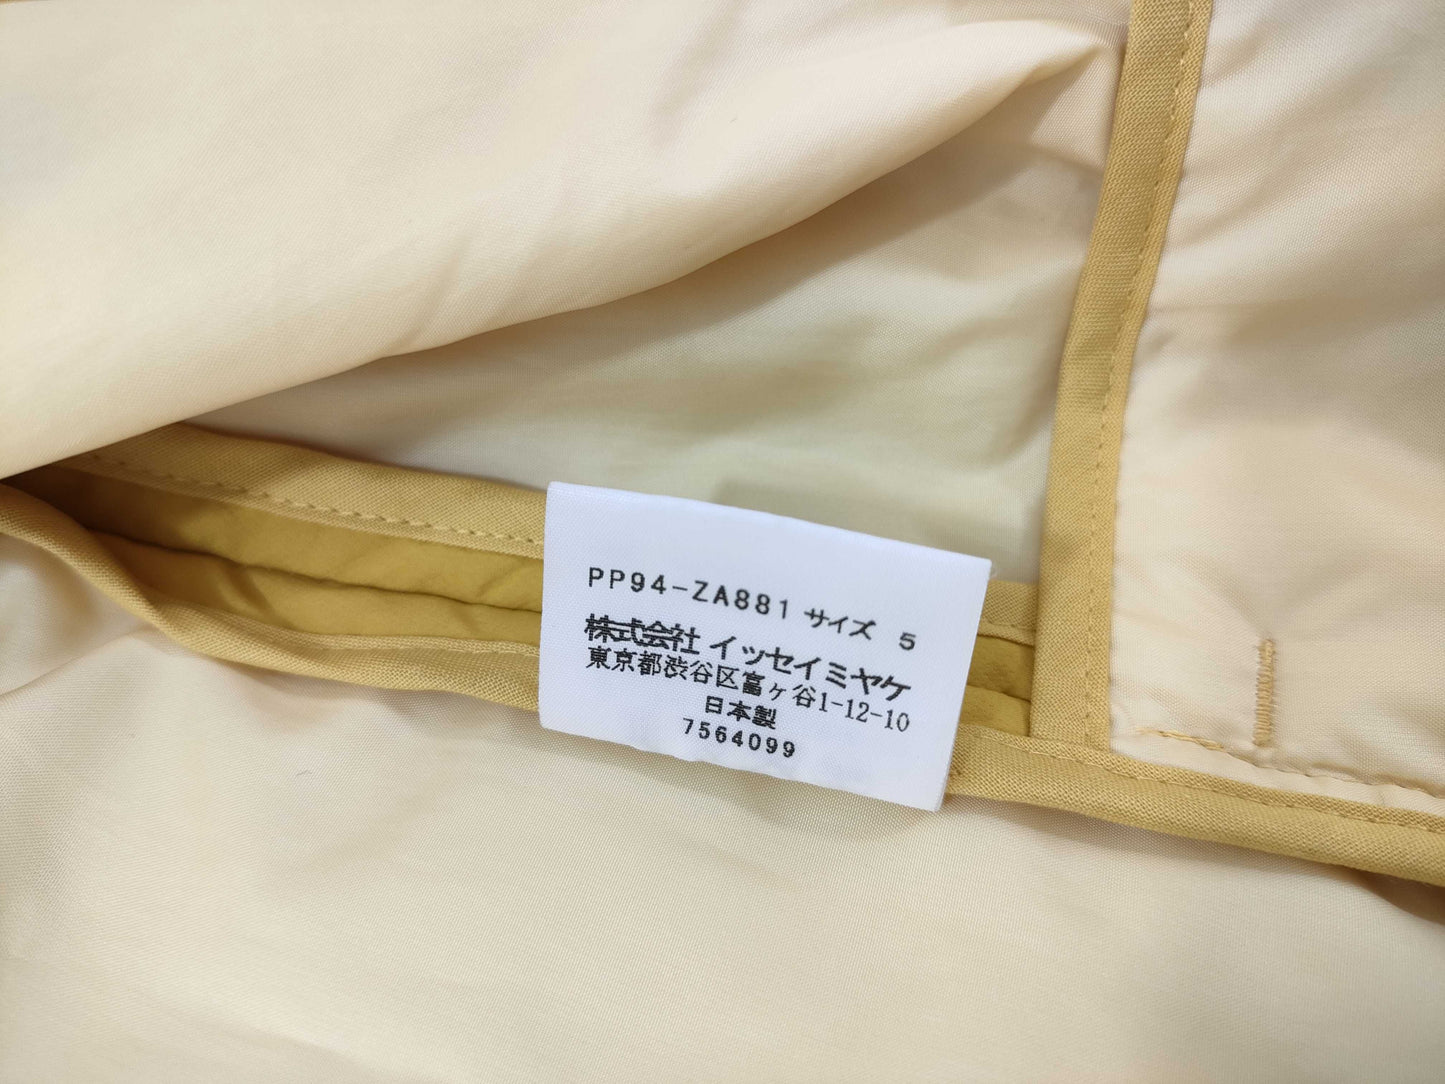 PP94-ZA881 サイズ 5
株式会社 イッセイミヤケ
東京都渋谷区富ヶ谷1-12-10
日本製
7564099